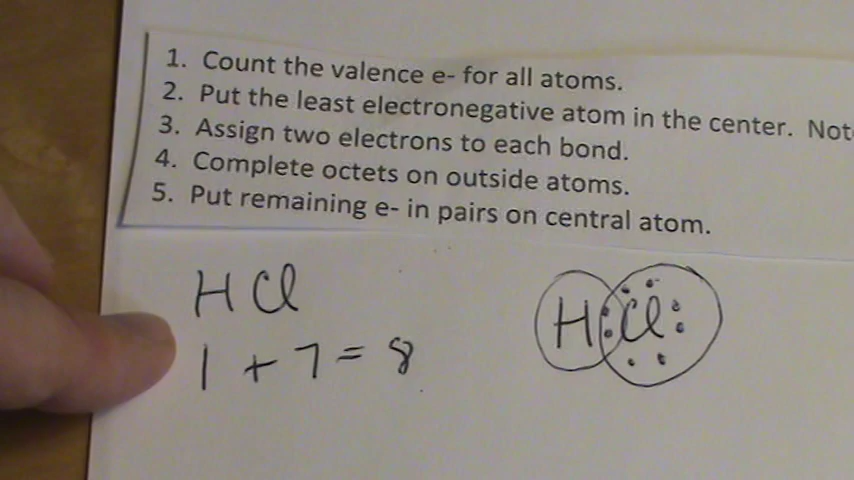 1. Count the valence e- for all atoms.
2. Put the least electronegative atom in the center. Note
3. Assign two electrons to each bond.
4. Complete octets on outside atoms.
5. Put remaining e- in pairs on central atom.
HCl
1 + 7 = 8
H:Cl: